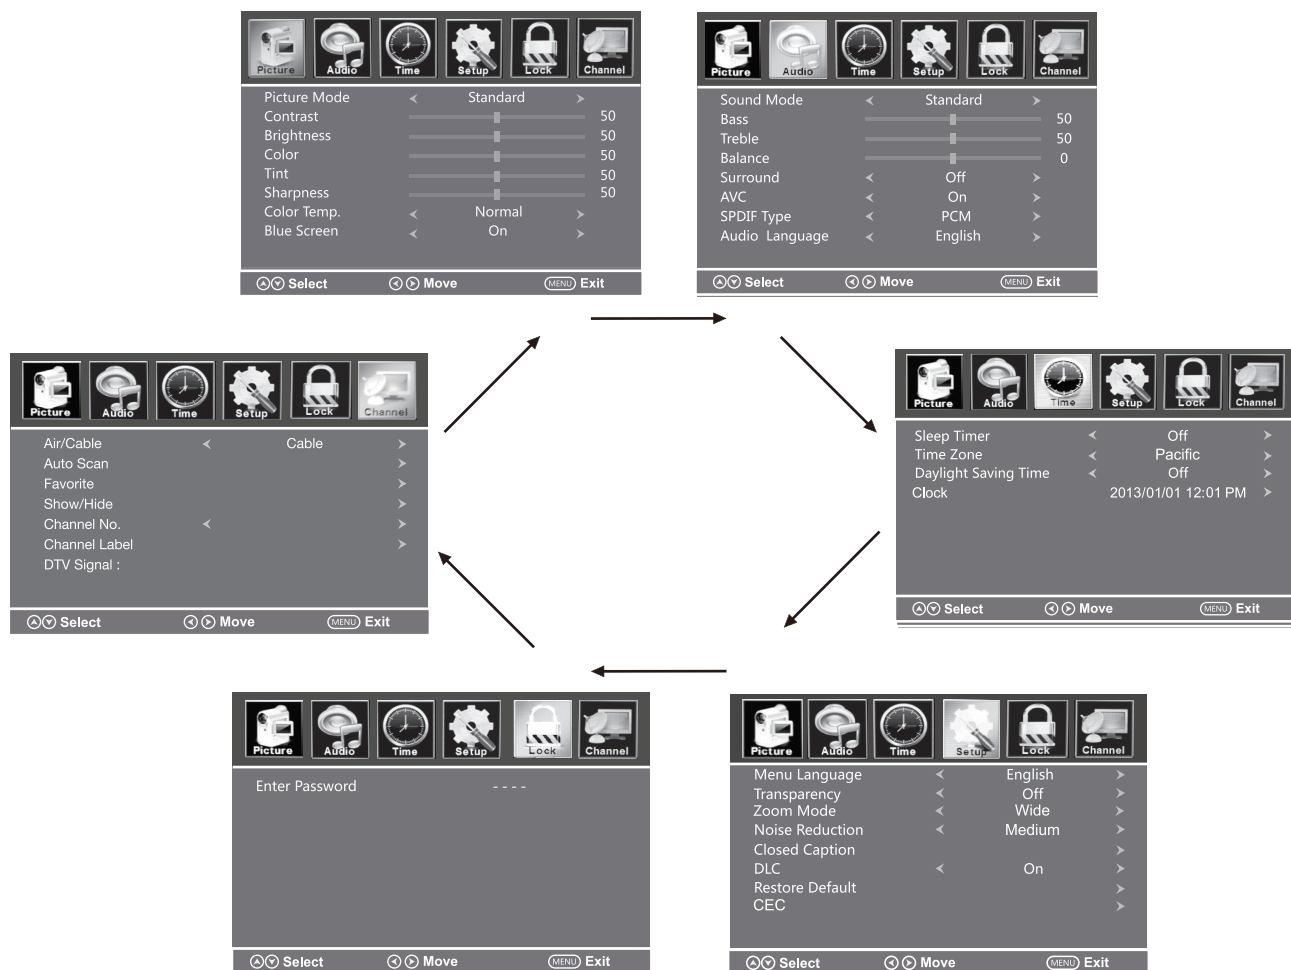 Picture Audio Time Setup Lock Channel
Picture Mode Standard
Contrast 50
Brightness 50
Color 50
Tint 50
Sharpness 50
Color Temp. Normal
Blue Screen On
Select Move MENU Exit
Picture Audio Time Setup Lock Channel
Sound Mode Standard
Bass 50
Treble 50
Balance 0
Surround Off
AVC On
SPDIF Type PCM
Audio Language English
Select Move MENU Exit
Picture Audio Time Setup Lock Channel
Air/Cable Cable
Auto Scan
Favorite
Show/Hide
Channel No.
Channel Label
DTV Signal :
Select Move MENU Exit
Picture Audio Time Setup Lock Channel
Sleep Timer Off
Time Zone Pacific
Daylight Saving Time Off
Clock 2013/01/01 12:01 PM
Select Move MENU Exit
Picture Audio Time Setup Lock Channel
Enter Password - - - -
Select Move MENU Exit
Picture Audio Time Setup Lock Channel
Menu Language English
Transparency Off
Zoom Mode Wide
Noise Reduction Medium
Closed Caption
DLC On
Restore Default
CEC
Select Move MENU Exit